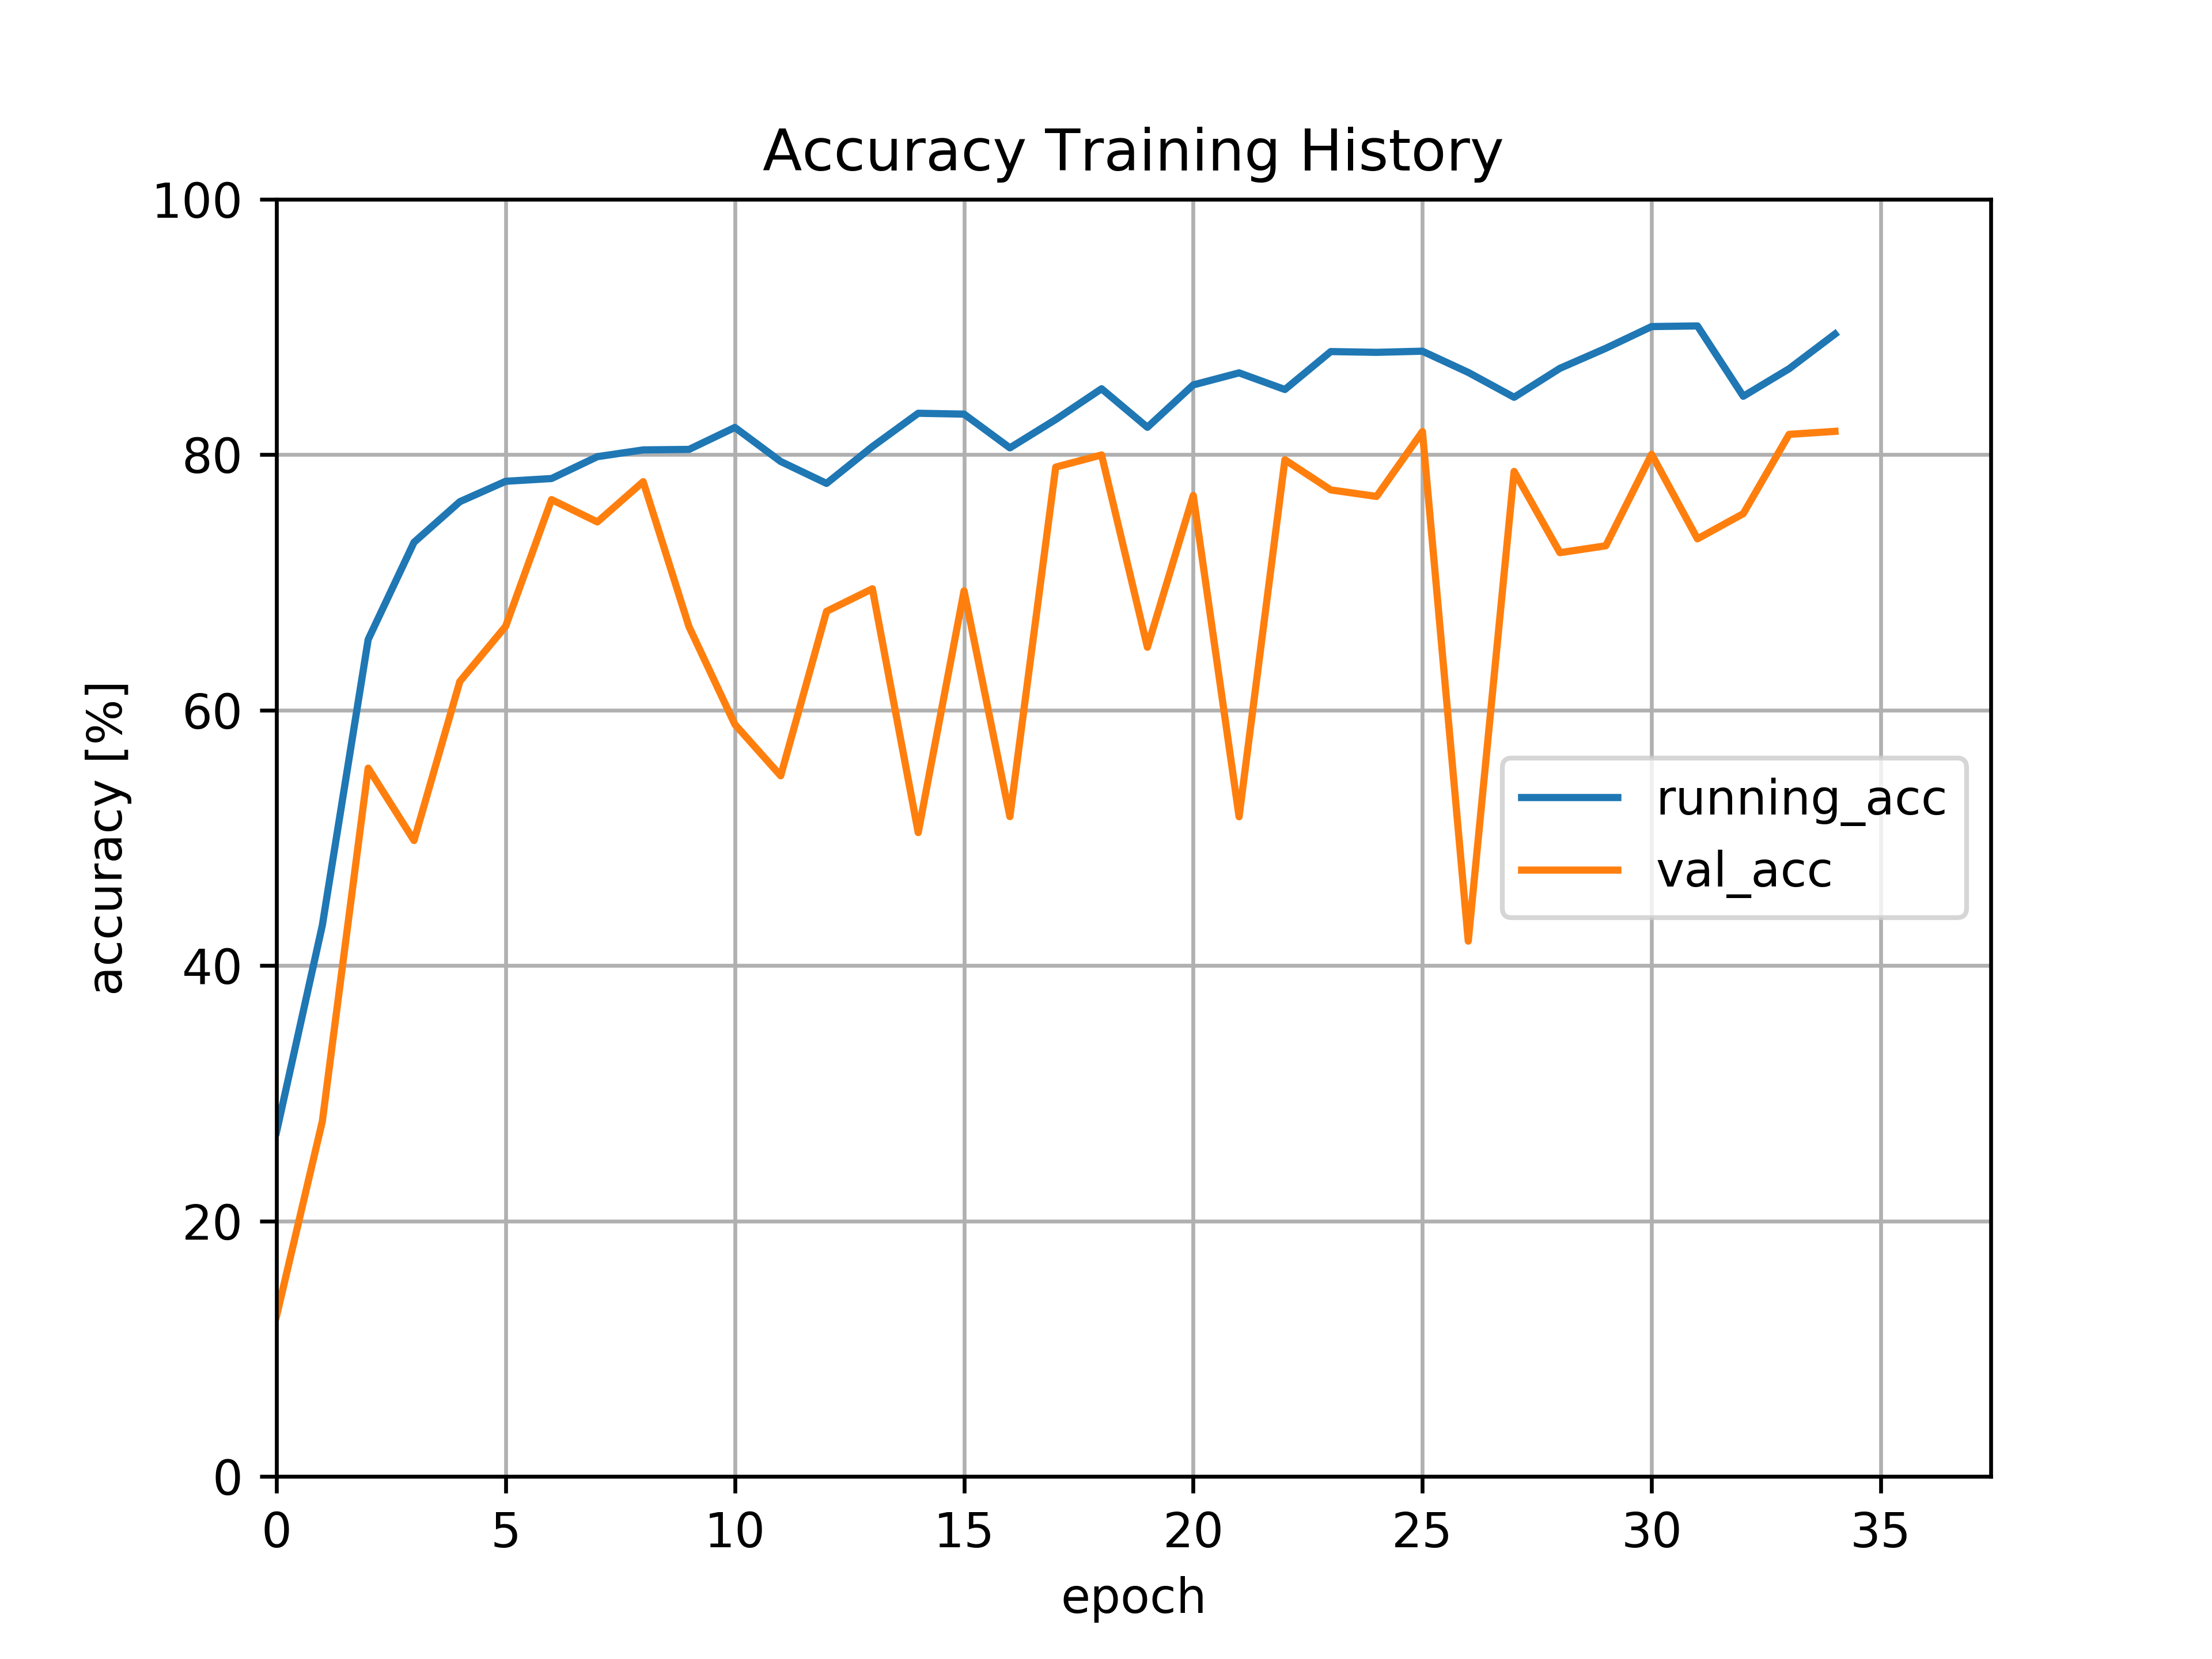 Accuracy Training History
100
80
60
40
20
0
accuracy [%]
0 5 10 15 20 25 30 35
epoch
running_acc
val_acc